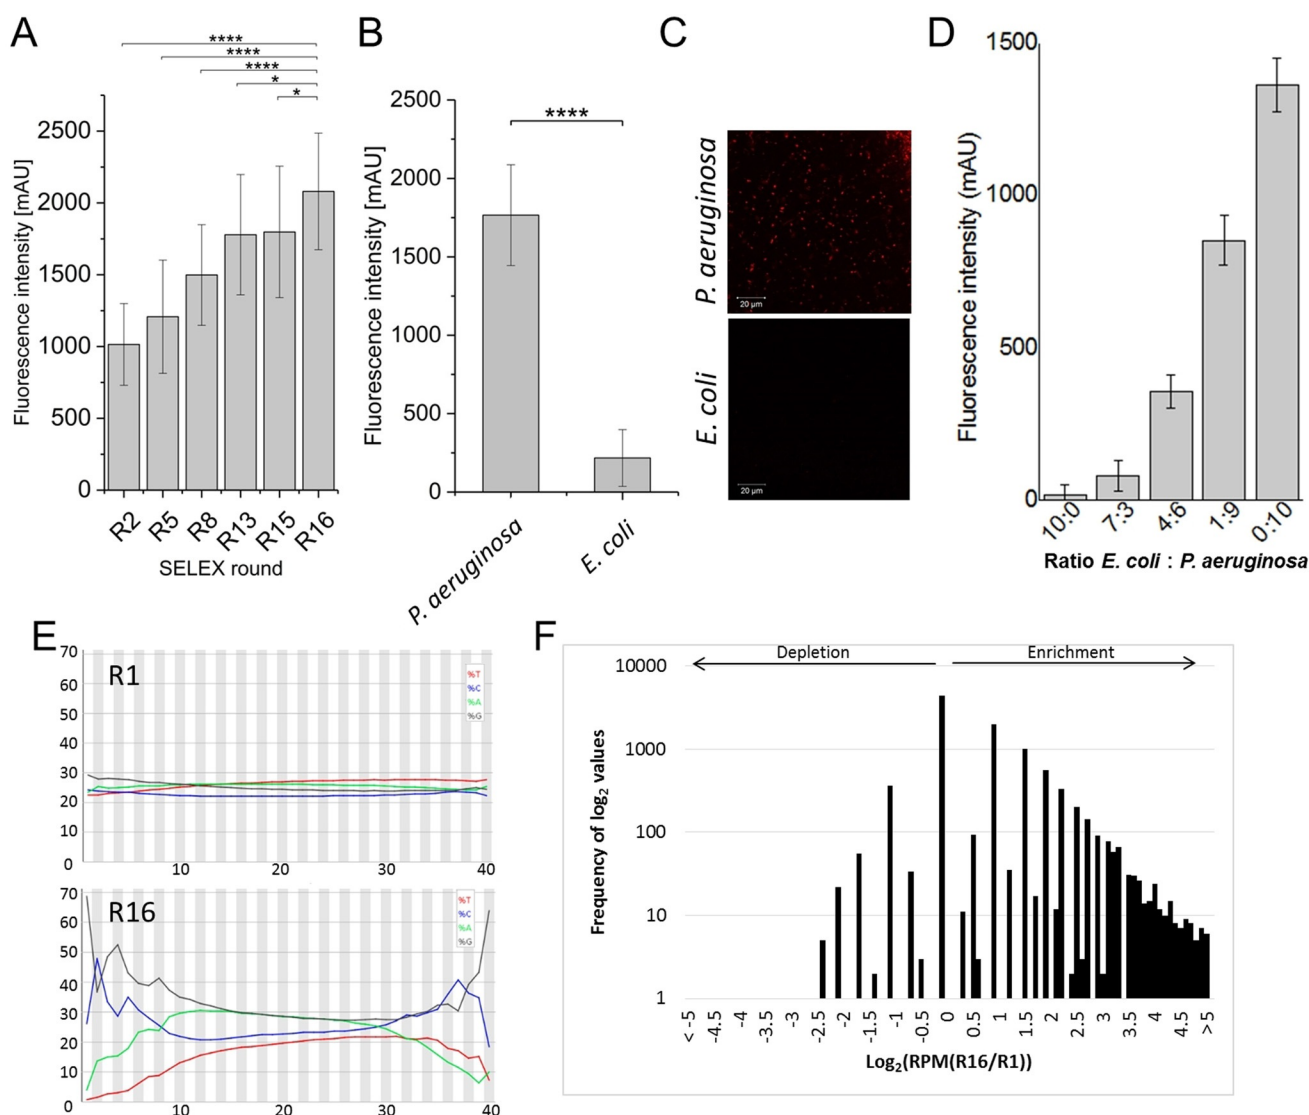 A
****
****
****
*
*
Fluorescence intensity [mAU]
2500
2000
1500
1000
500
0
R2 R5 R8 R13 R15 R16
SELEX round
B
****
Fluorescence intensity [mAU]
2500
2000
1500
1000
500
0
P. aeruginosa E. coli
C
P. aeruginosa
20 µm
E. coli
20 µm
D
Fluorescence intensity (mAU)
1500
1000
500
0
10:0 7:3 4:6 1:9 0:10
Ratio E. coli : P. aeruginosa
E
R1
70
60
50
40
30
20
10
0
%T
%C
%A
%G
10 20 30 40
R16
70
60
50
40
30
20
10
0
%T
%C
%A
%G
10 20 30 40
F
Depletion Enrichment
Frequency of log2 values
10000
1000
100
10
1
< -5 -4.5 -4 -3.5 -3 -2.5 -2 -1.5 -1 -0.5 0 0.5 1 1.5 2 2.5 3 3.5 4 4.5 > 5
Log2(RPM(R16/R1))